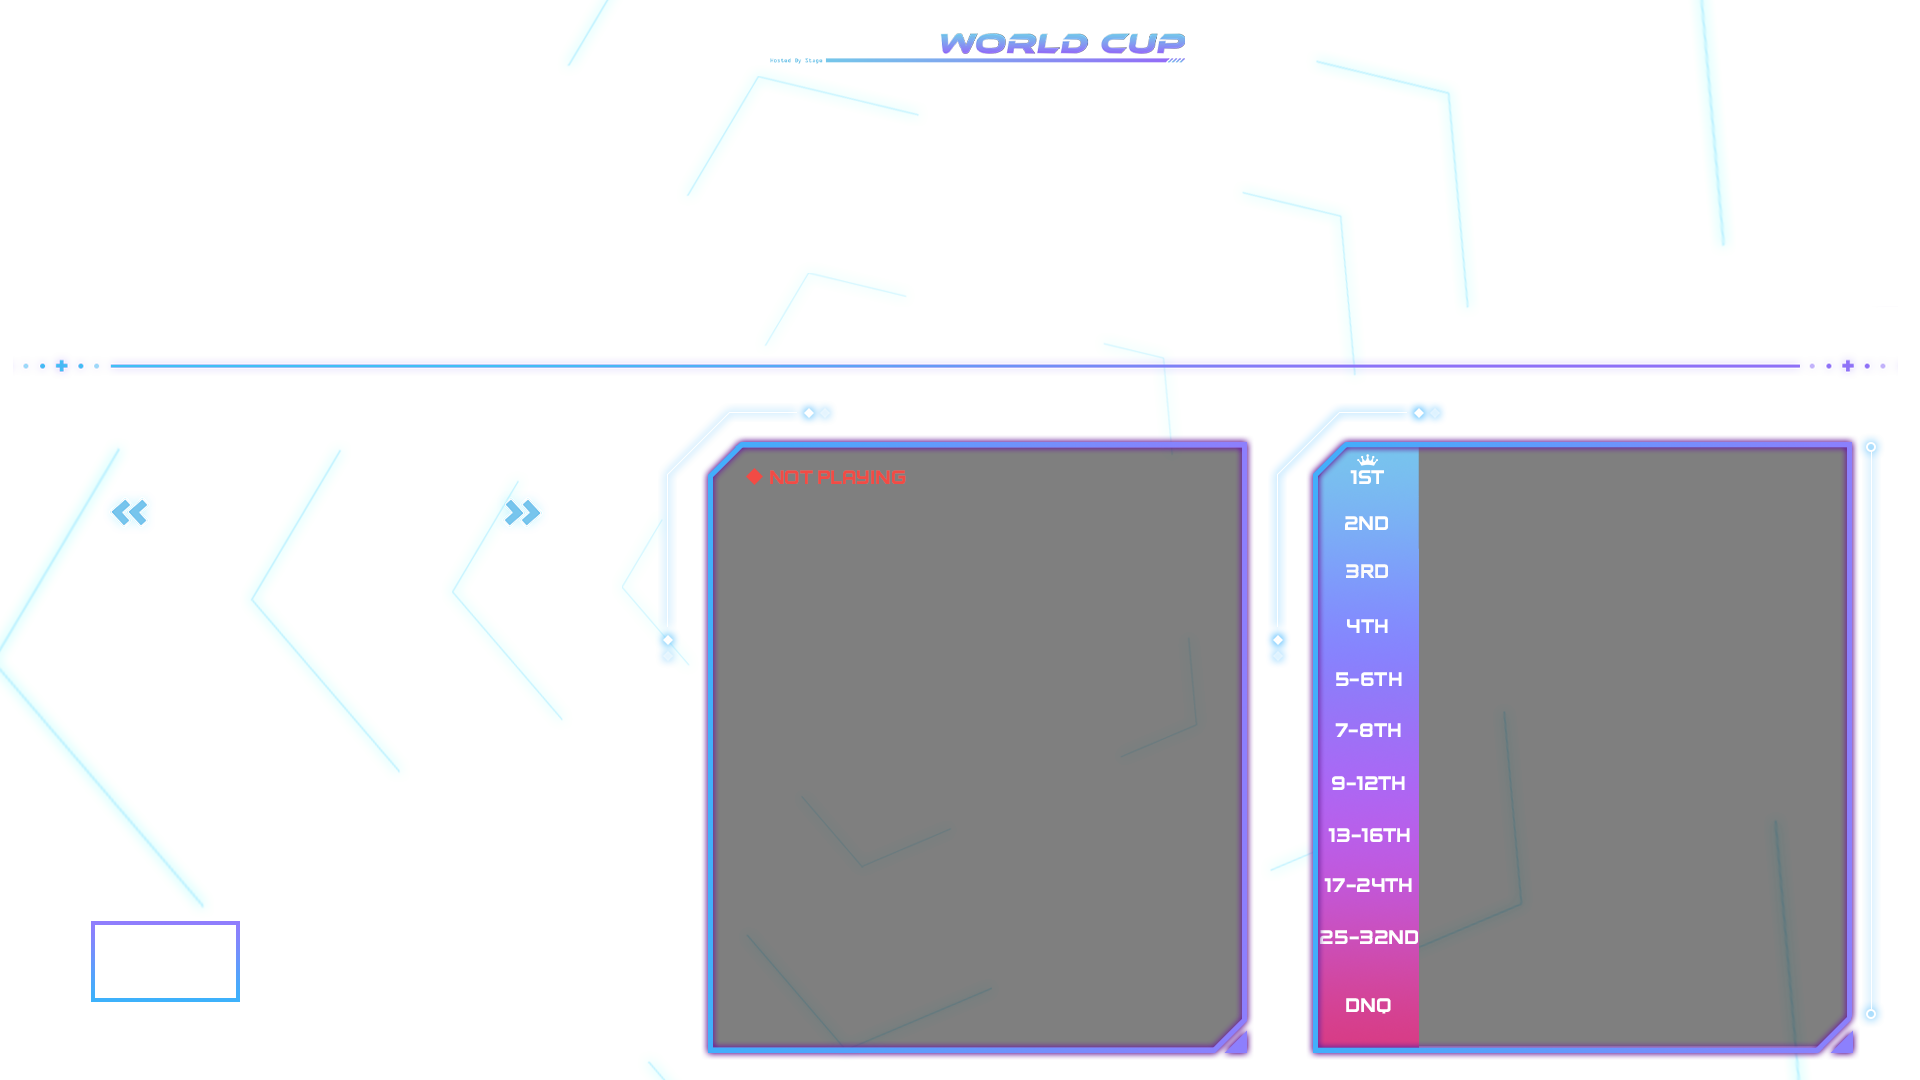 WORLD CUP
Hosted By Stage
NOT PLAYING
1ST
2ND
3RD
4TH
5-6TH
7-8TH
9-12TH
13-16TH
17-24TH
25-32ND
DNQ